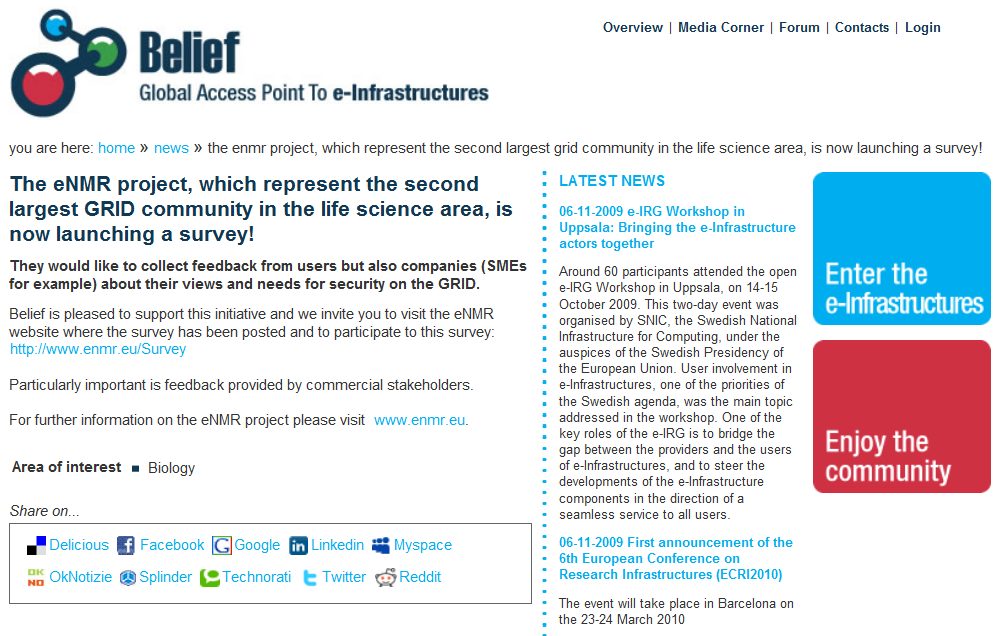 Belief
Global Access Point To e-Infrastructures
Overview | Media Corner | Forum | Contacts | Login
you are here: home » news » the enmr project, which represent the second largest grid community in the life science area, is now launching a survey!
The eNMR project, which represent the second
largest GRID community in the life science area, is
now launching a survey!
They would like to collect feedback from users but also companies (SMEs
for example) about their views and needs for security on the GRID.
Belief is pleased to support this initiative and we invite you to visit the eNMR
website where the survey has been posted and to participate to this survey:
http://www.enmr.eu/Survey
Particularly important is feedback provided by commercial stakeholders.
For further information on the eNMR project please visit www.enmr.eu.
Area of interest ▪ Biology
Share on...
Delicious Facebook Google Linkedin Myspace
OK NO OkNotizie Splinder Technorati Twitter Reddit
LATEST NEWS
06-11-2009 e-IRG Workshop in
Uppsala: Bringing the e-Infrastructure
actors together
Around 60 participants attended the open
e-IRG Workshop in Uppsala, on 14-15
October 2009. This two-day event was
organised by SNIC, the Swedish National
Infrastructure for Computing, under the
auspices of the Swedish Presidency of
the European Union. User involvement in
e-Infrastructures, one of the priorities of
the Swedish agenda, was the main topic
addressed in the workshop. One of the
key roles of the e-IRG is to bridge the
gap between the providers and the users
of e-Infrastructures, and to steer the
developments of the e-Infrastructure
components in the direction of a
seamless service to all users.
06-11-2009 First announcement of the
6th European Conference on
Research Infrastructures (ECRI2010)
The event will take place in Barcelona on
the 23-24 March 2010
Enter the
e-Infrastructures
Enjoy the
community